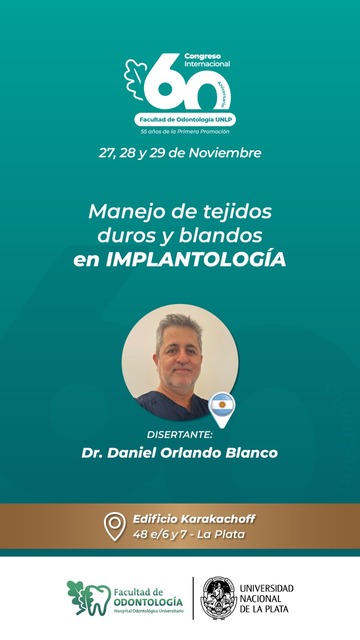 Congreso
Internacional
60
Facultad de Odontología UNLP
55 años de la Primera Promoción
27, 28 y 29 de Noviembre
Manejo de tejidos
duros y blandos
en IMPLANTOLOGÍA
DISERTANTE:
Dr. Daniel Orlando Blanco
Edificio Karakachoff
48 e/6 y 7 - La Plata
Facultad de
ODONTOLOGÍA
Hospital Odontológico Universitario
UNIVERSIDAD
NACIONAL
DE LA PLATA